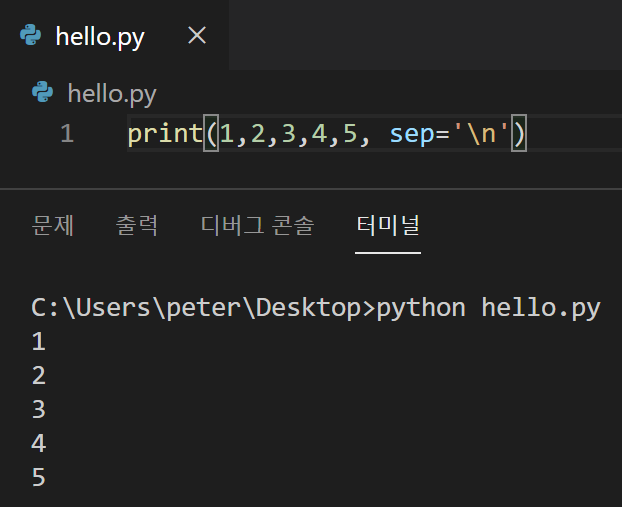 hello.py
hello.py
1 print(1,2,3,4,5, sep='\n')
문제 출력 디버그 콘솔 터미널
C:\Users\peter\Desktop>python hello.py
1
2
3
4
5